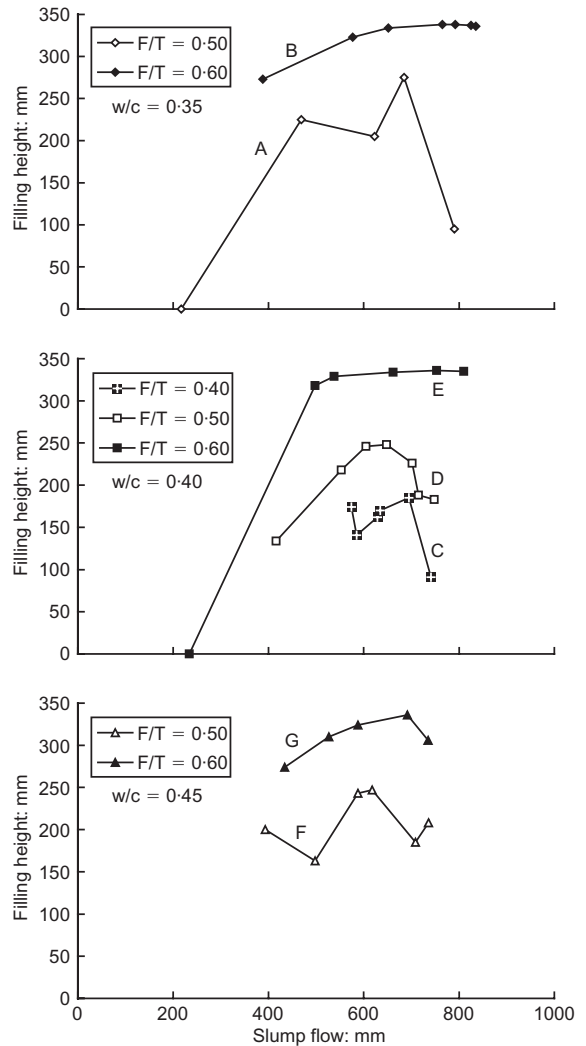 350
300
250
200
150
100
50
0
Filling height: mm
F/T = 0·50
F/T = 0·60
w/c = 0·35
B
A
350
300
250
200
150
100
50
0
Filling height: mm
F/T = 0·40
F/T = 0·50
F/T = 0·60
w/c = 0·40
E
D
C
350
300
250
200
150
100
50
0
Filling height: mm
F/T = 0·50
F/T = 0·60
w/c = 0·45
G
F
0 200 400 600 800 1000
Slump flow: mm